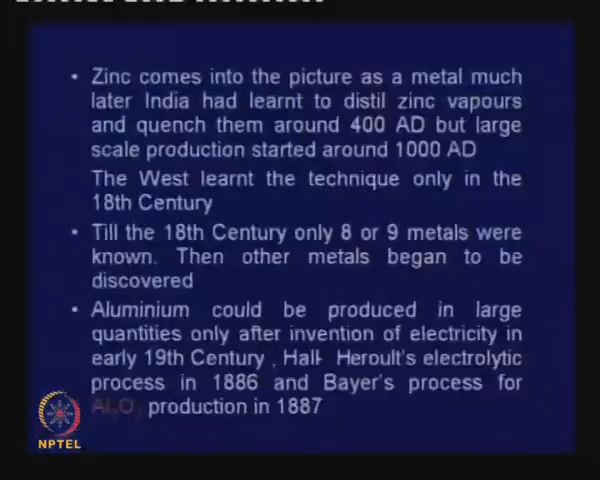 • Zinc comes into the picture as a metal much
later India had learnt to distil zinc vapours
and quench them around 400 AD but large
scale production started around 1000 AD
The West learnt the technique only in the
18th Century
• Till the 18th Century only 8 or 9 metals were
known. Then other metals began to be
discovered
• Aluminium could be produced in large
quantities only after invention of electricity in
early 19th Century , Hall- Heroult's electrolytic
process in 1886 and Bayer's process for
Al₂O₃ production in 1887
NPTEL